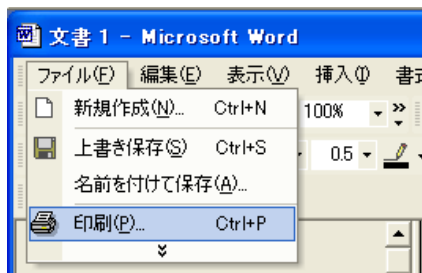 文書 1 - Microsoft Word
ファイル(F) 編集(E) 表示(V) 挿入(I) 書式
新規作成(N)... Ctrl+N 100%
上書き保存(S) Ctrl+S 0.5
名前を付けて保存(A)...
印刷(P)... Ctrl+P